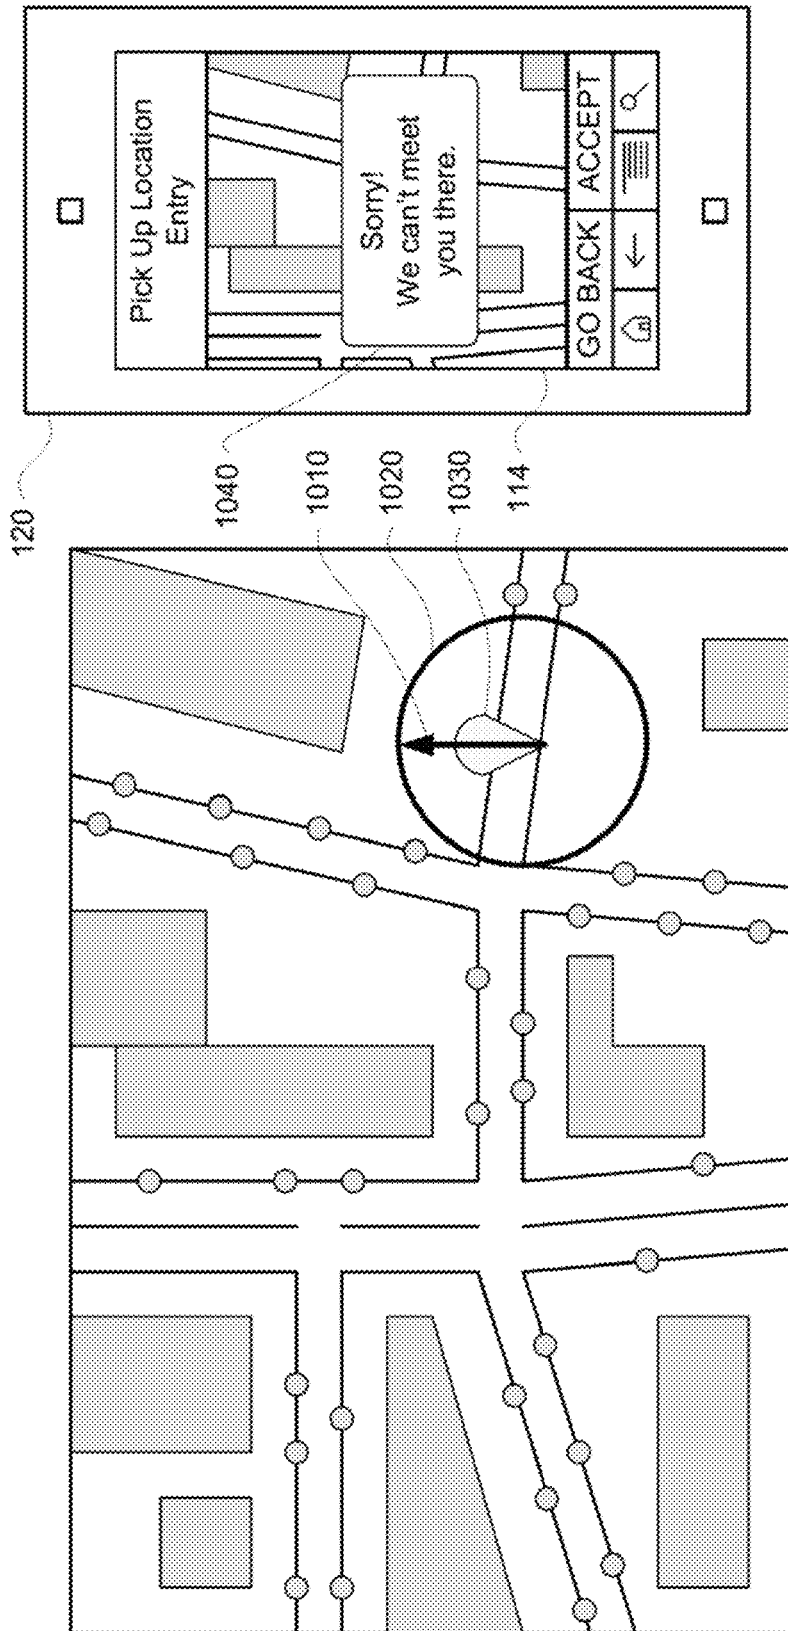 120
Pick Up Location
Entry
Sorry!
We can't meet
you there.
GO BACK
ACCEPT
1040
1010
1020
1030
114